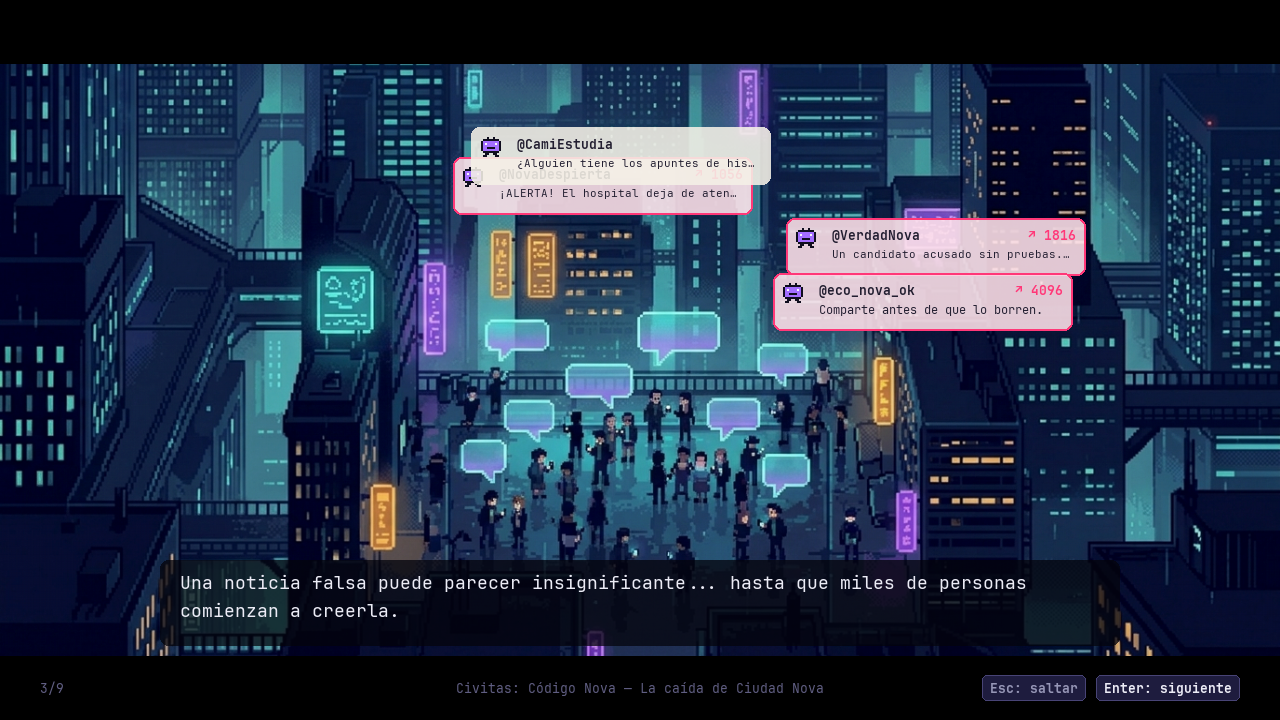 @CamiEstudia
¿Alguien tiene los apuntes de his…
@NovaDespierta ↗ 1056
¡ALERTA! El hospital deja de aten…
@VerdadNova ↗ 1816
Un candidato acusado sin pruebas.…
@eco_nova_ok ↗ 4096
Comparte antes de que lo borren.
Una noticia falsa puede parecer insignificante... hasta que miles de personas
comienzan a creerla.
3/9
Civitas: Código Nova — La caída de Ciudad Nova
Esc: saltar
Enter: siguiente